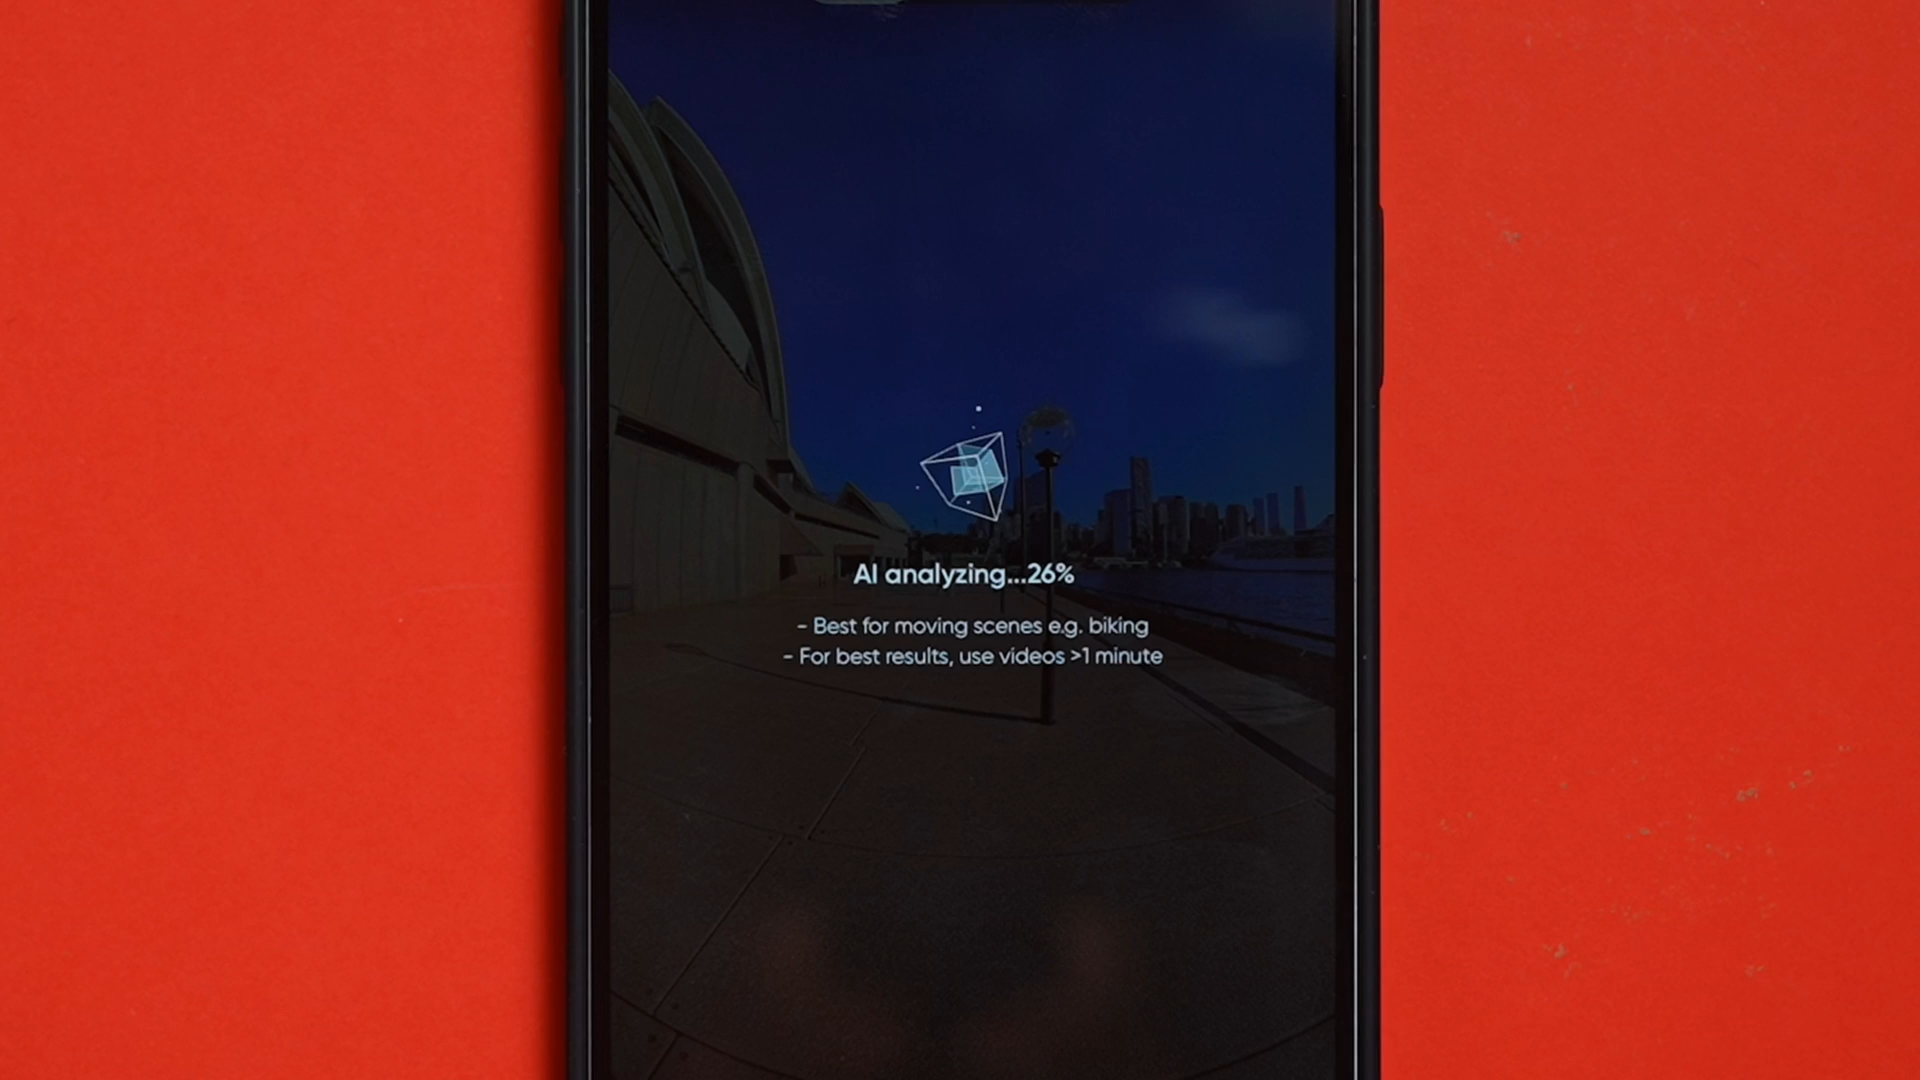 AI analyzing...26%
- Best for moving scenes e.g. biking
- For best results, use videos >1 minute